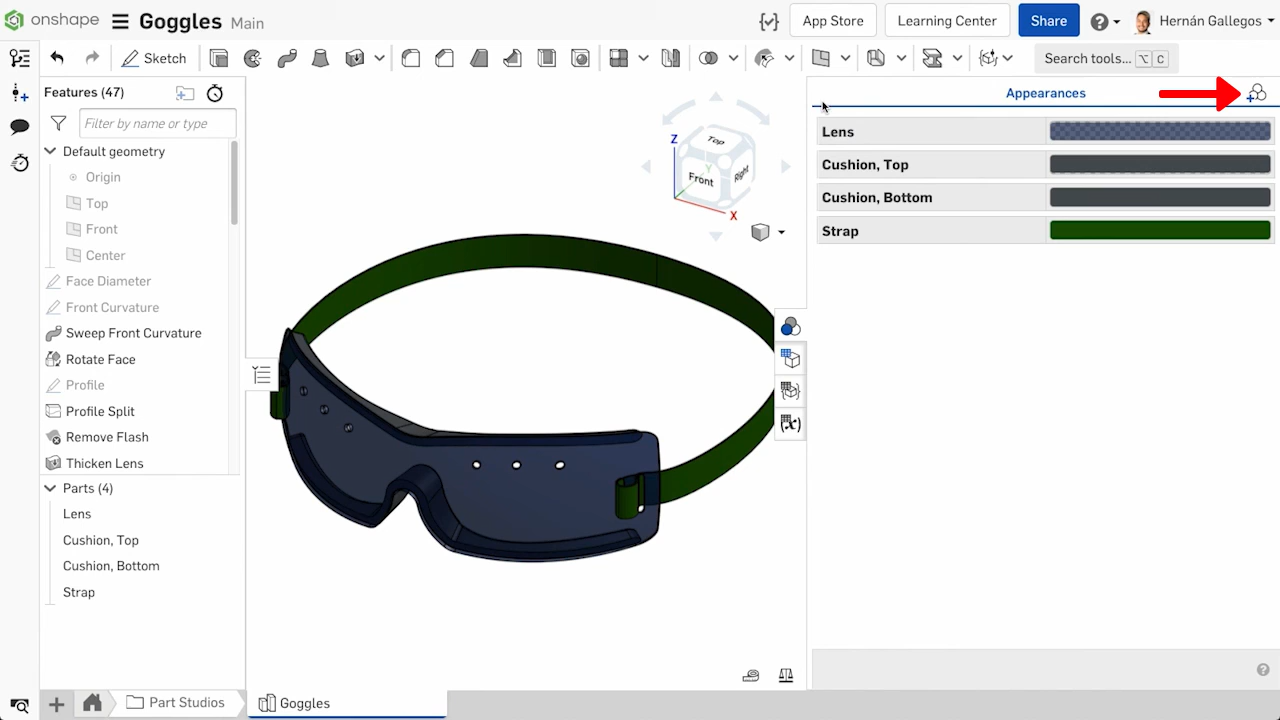 onshape
Goggles Main
App Store
Learning Center
Share
Hernán Gallegos
Sketch
Search tools... ⌥ C
Features (47)
Filter by name or type
Default geometry
Origin
Top
Front
Center
Face Diameter
Front Curvature
Sweep Front Curvature
Rotate Face
Profile
Profile Split
Remove Flash
Thicken Lens
Parts (4)
Lens
Cushion, Top
Cushion, Bottom
Strap
Z
Top
Y
Front
Right
X
(x)
Appearances
Lens
Cushion, Top
Cushion, Bottom
Strap
Part Studios
Goggles